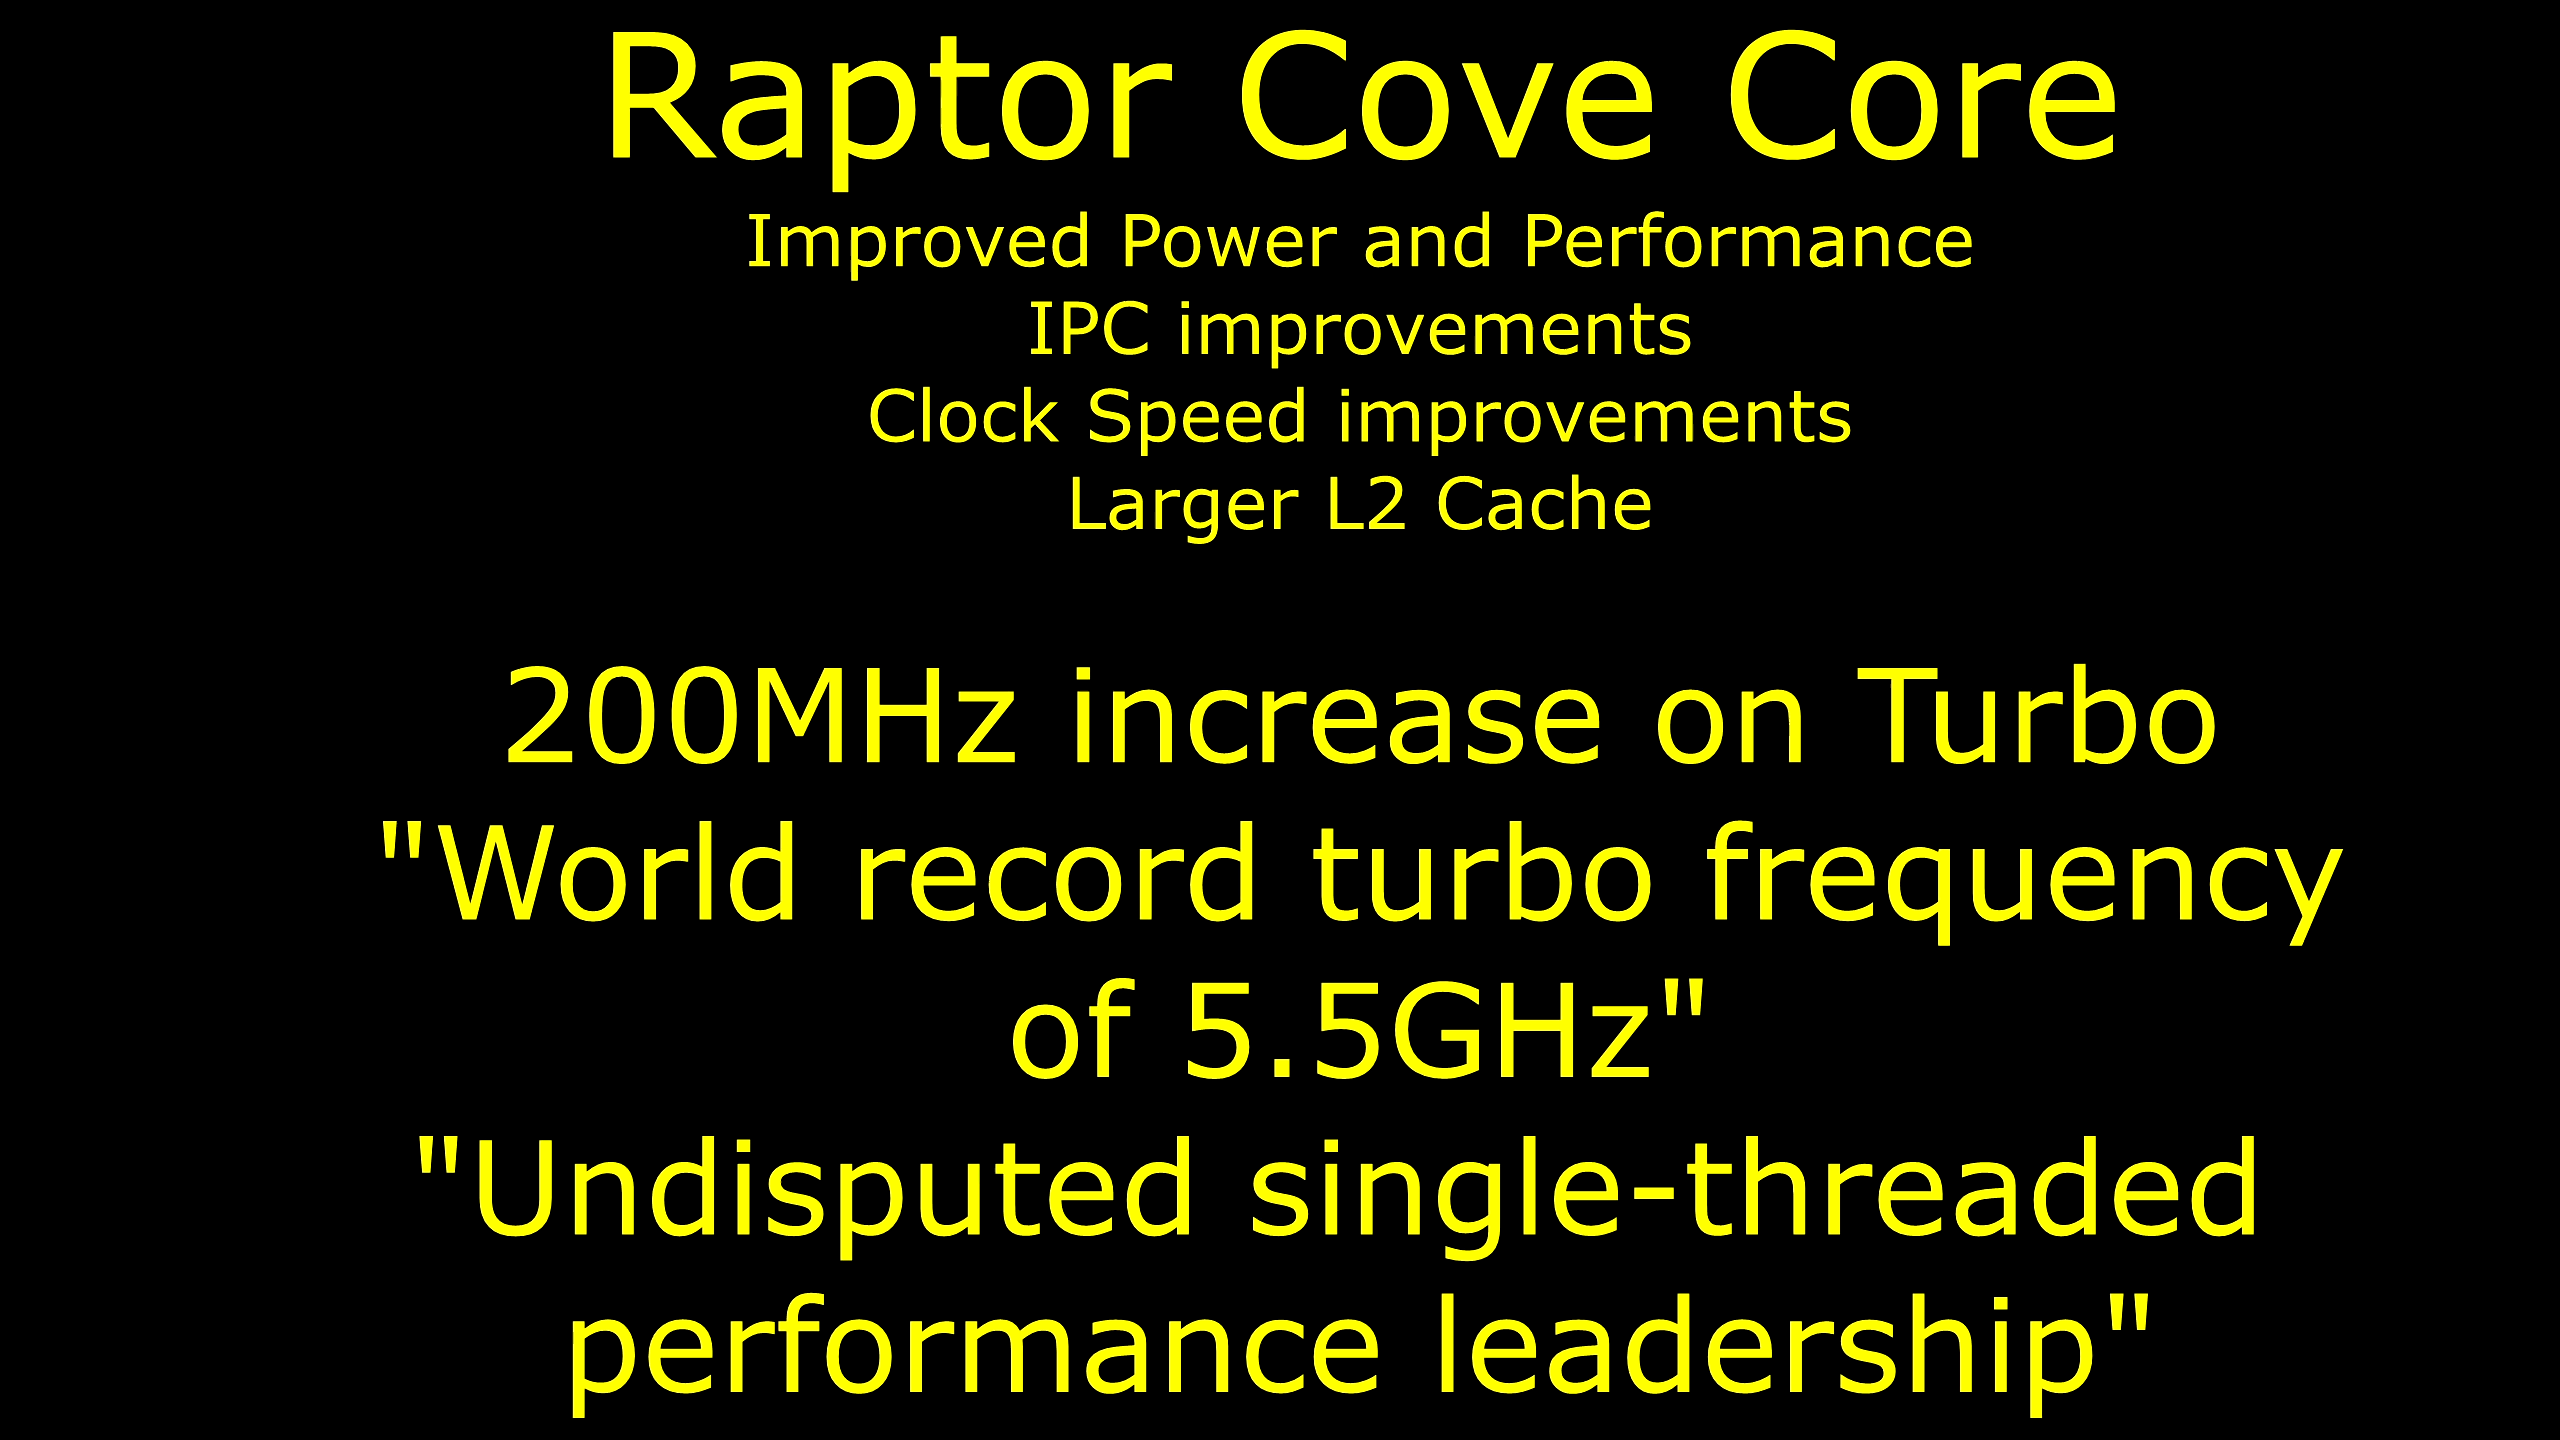 Raptor Cove Core
Improved Power and Performance
IPC improvements
Clock Speed improvements
Larger L2 Cache
200MHz increase on Turbo
"World record turbo frequency
of 5.5GHz"
"Undisputed single-threaded
performance leadership"